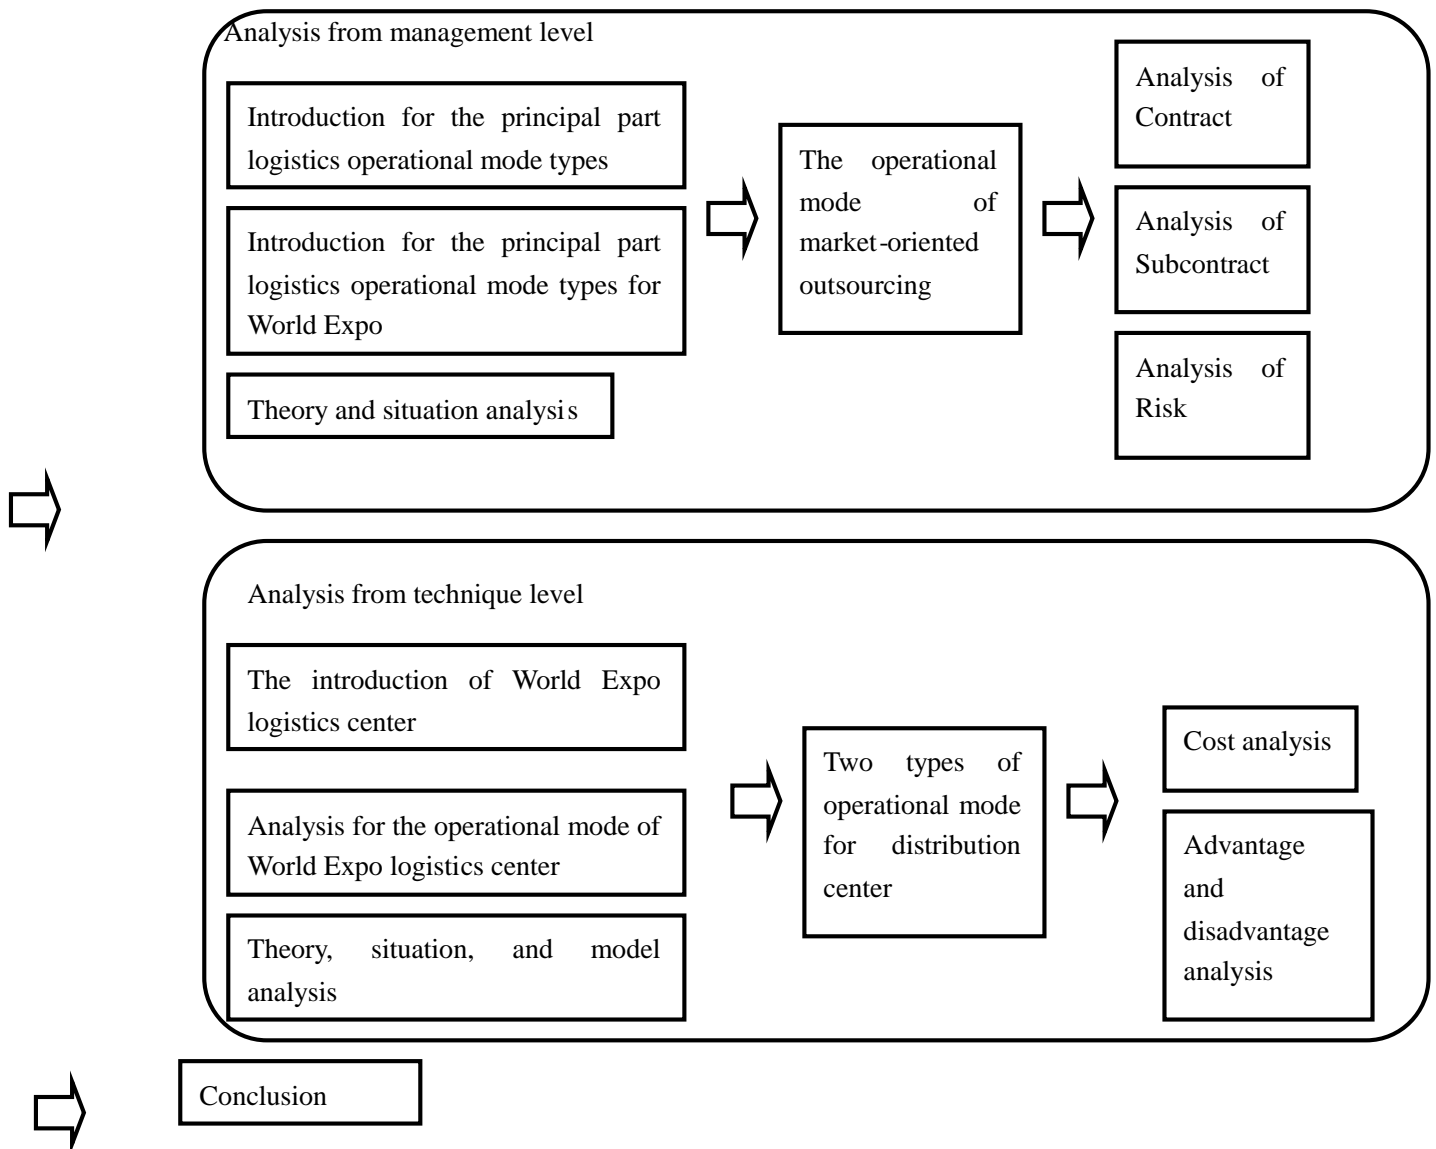 Analysis from management level
Introduction for the principal part
logistics operational mode types
Introduction for the principal part
logistics operational mode types for
World Expo
Theory and situation analysis
The operational
mode of
market-oriented
outsourcing
Analysis of
Contract
Analysis of
Subcontract
Analysis of
Risk
Analysis from technique level
The introduction of World Expo
logistics center
Analysis for the operational mode of
World Expo logistics center
Theory, situation, and model
analysis
Two types of
operational mode
for distribution
center
Cost analysis
Advantage
and
disadvantage
analysis
Conclusion